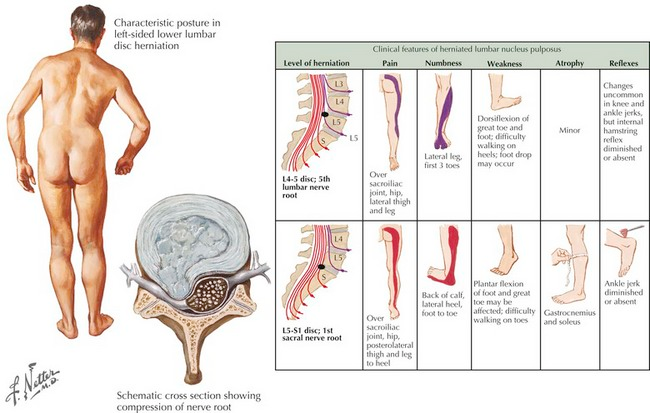 Characteristic posture in
left-sided lower lumbar
disc herniation
Clinical features of herniated lumbar nucleus pulposus
Level of herniation
Pain
Numbness
Weakness
Atrophy
Reflexes
L3
L4
L5
S
L5
L4-5 disc; 5th
lumbar nerve
root
Over
sacroiliac
joint, hip,
lateral thigh
and leg
Lateral leg,
first 3 toes
Dorsiflexion of
great toe and
foot; difficulty
walking on
heels; foot drop
may occur
Minor
Changes
uncommon
in knee and
ankle jerks,
but internal
hamstring
reflex
diminished
or absent
L4
L5
S
L5-S1 disc; 1st
sacral nerve root
Over
sacroiliac
joint, hip,
posterolateral
thigh and leg
to heel
Back of calf,
lateral heel,
foot to toe
Plantar flexion
of foot and great
toe may be
affected; difficulty
walking on toes
Gastrocnemius
and soleus
Ankle jerk
diminished
or absent
F. Netter
M.D.
Schematic cross section showing
compression of nerve root